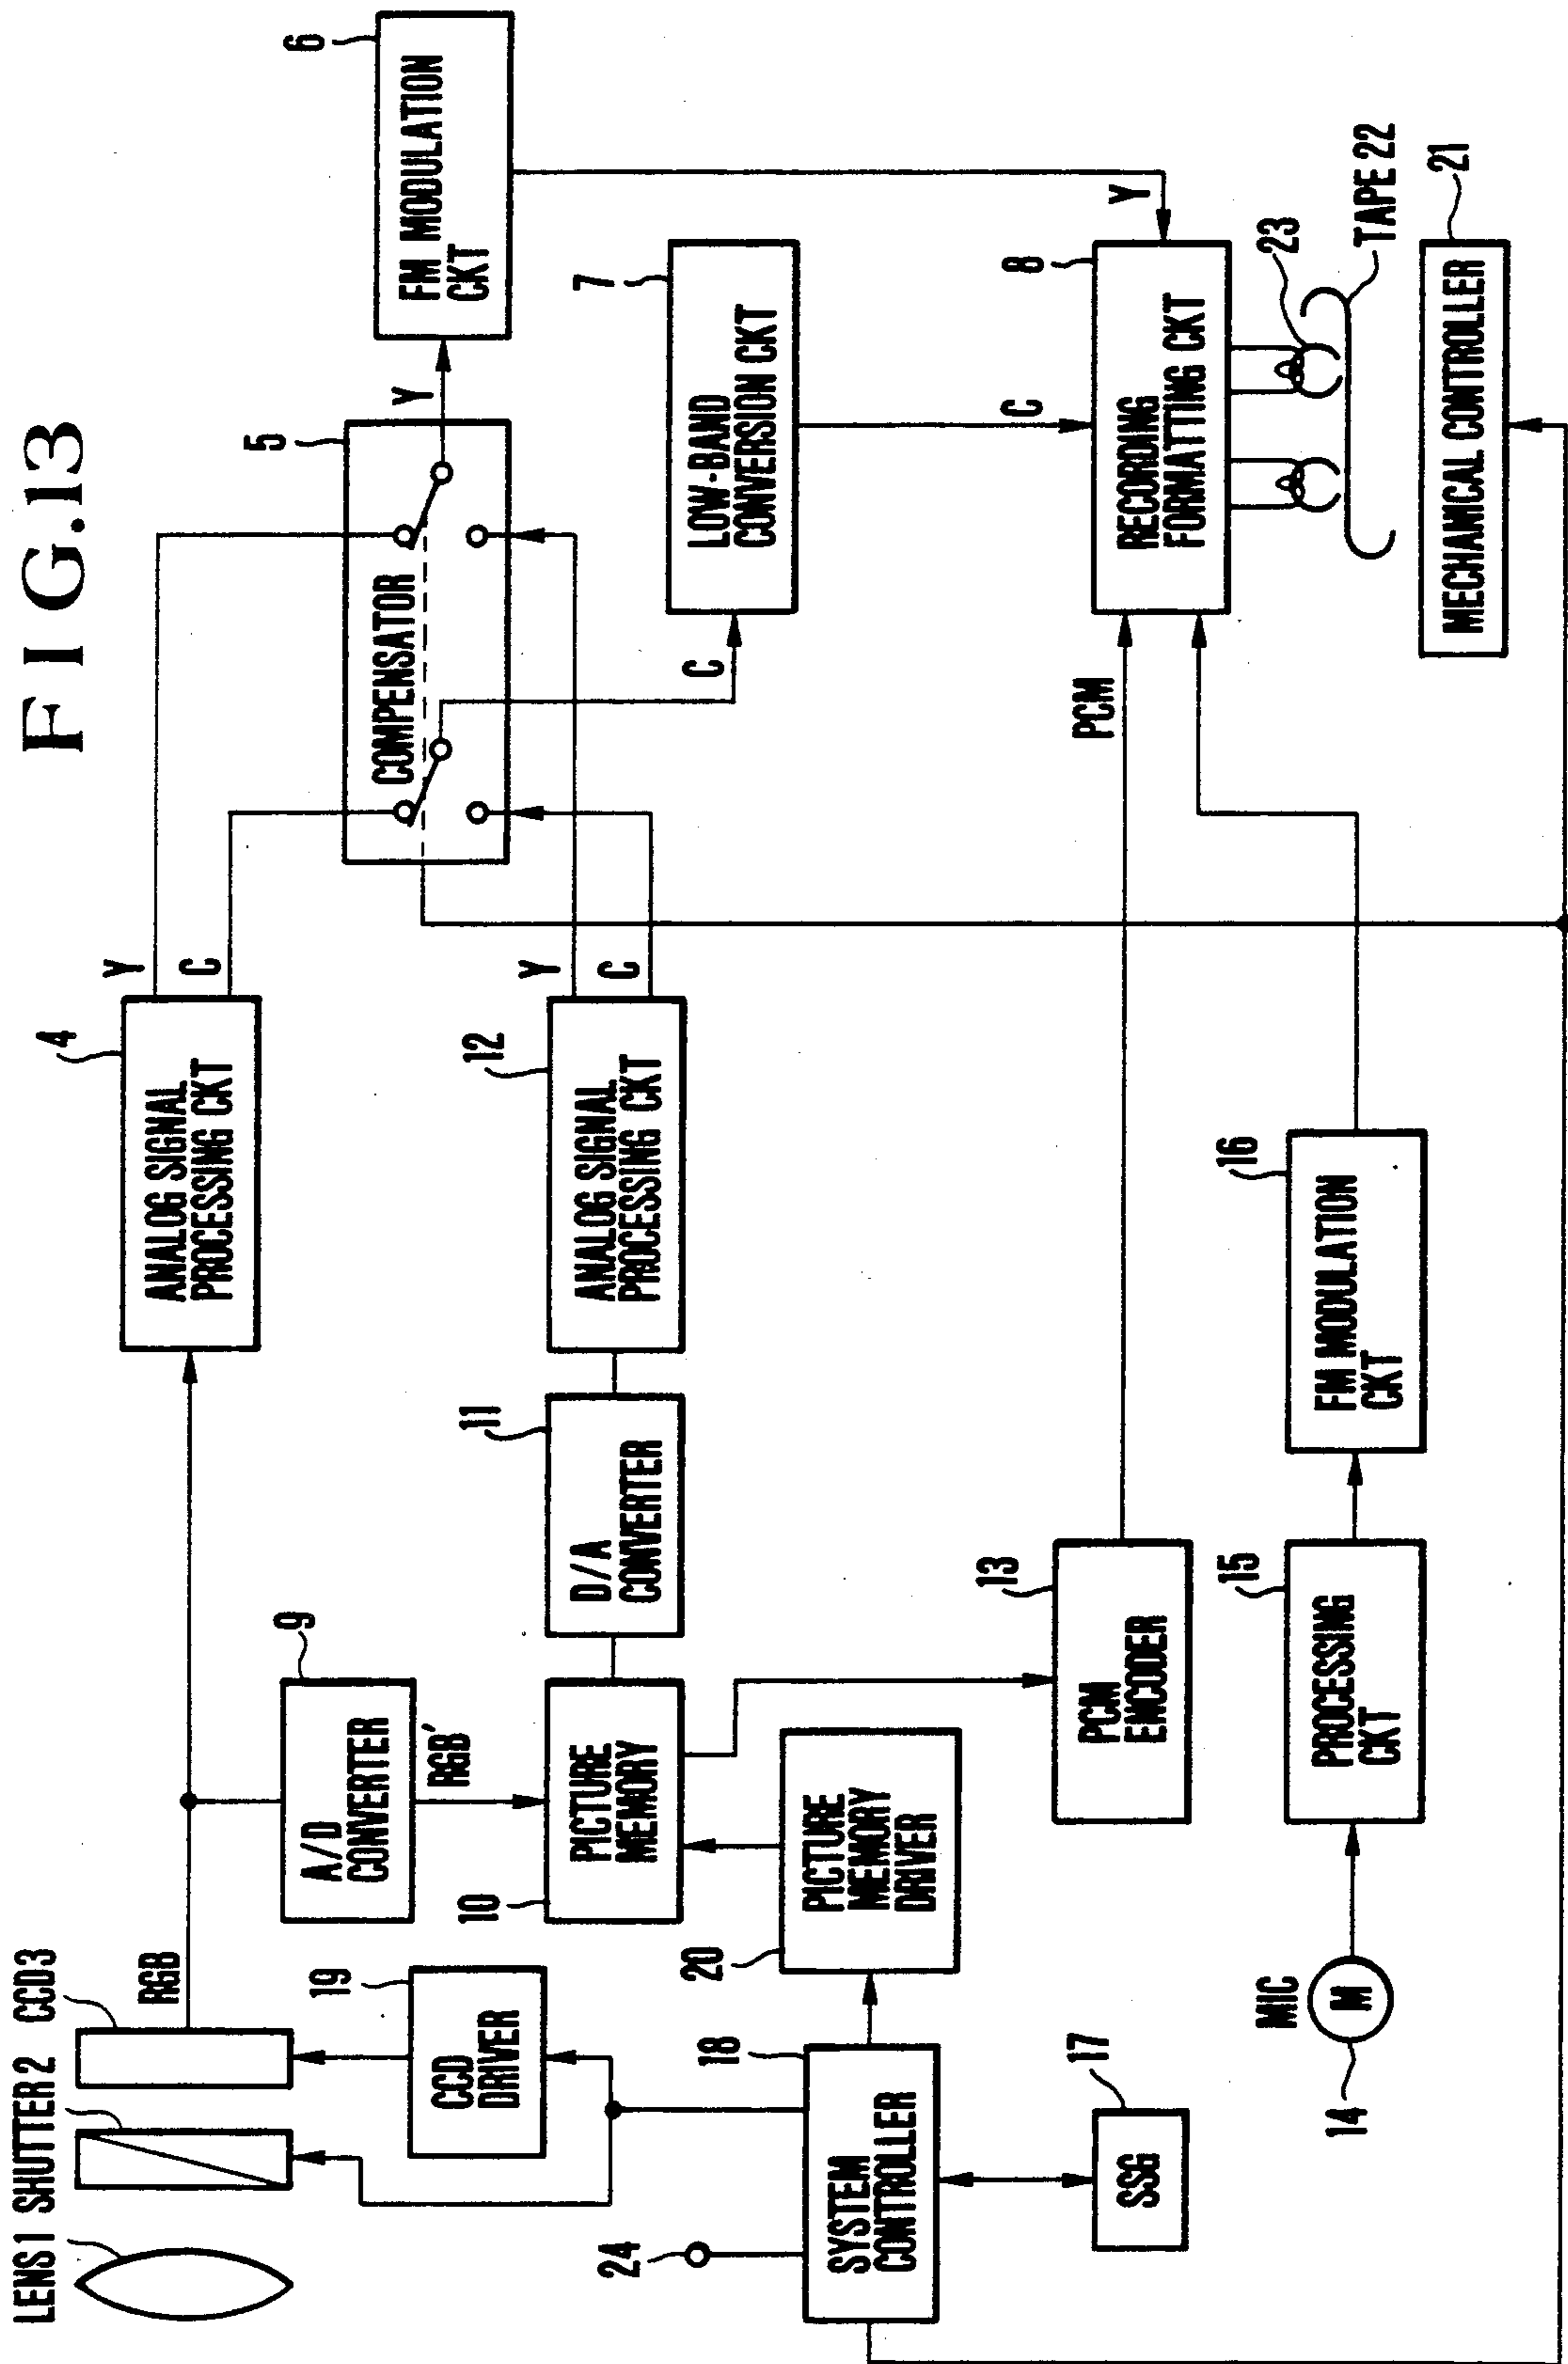 FIG.13
LENS 1
SHUTTER 2
CCD3
RGB
4
ANALOG SIGNAL
PROCESSING CKT
Y
C
5
COMPENSATOR
Y
6
FM MODULATION
CKT
9
A/D
CONVERTER
RGB'
C
7
LOW-BAND
CONVERSION CKT
19
CCD
DRIVER
10
PICTURE
MEMORY
11
D/A
CONVERTER
12
ANALOG SIGNAL
PROCESSING CKT
Y
C
24
18
SYSTEM
CONTROLLER
20
PICTURE
MEMORY
DRIVER
13
PCM
ENCODER
PCM
C
Y
8
RECORDING
FORMATTING CKT
23
TAPE 22
17
SSG
MIC
M
14
15
PROCESSING
CKT
16
FM MODULATION
CKT
21
MECHANICAL CONTROLLER